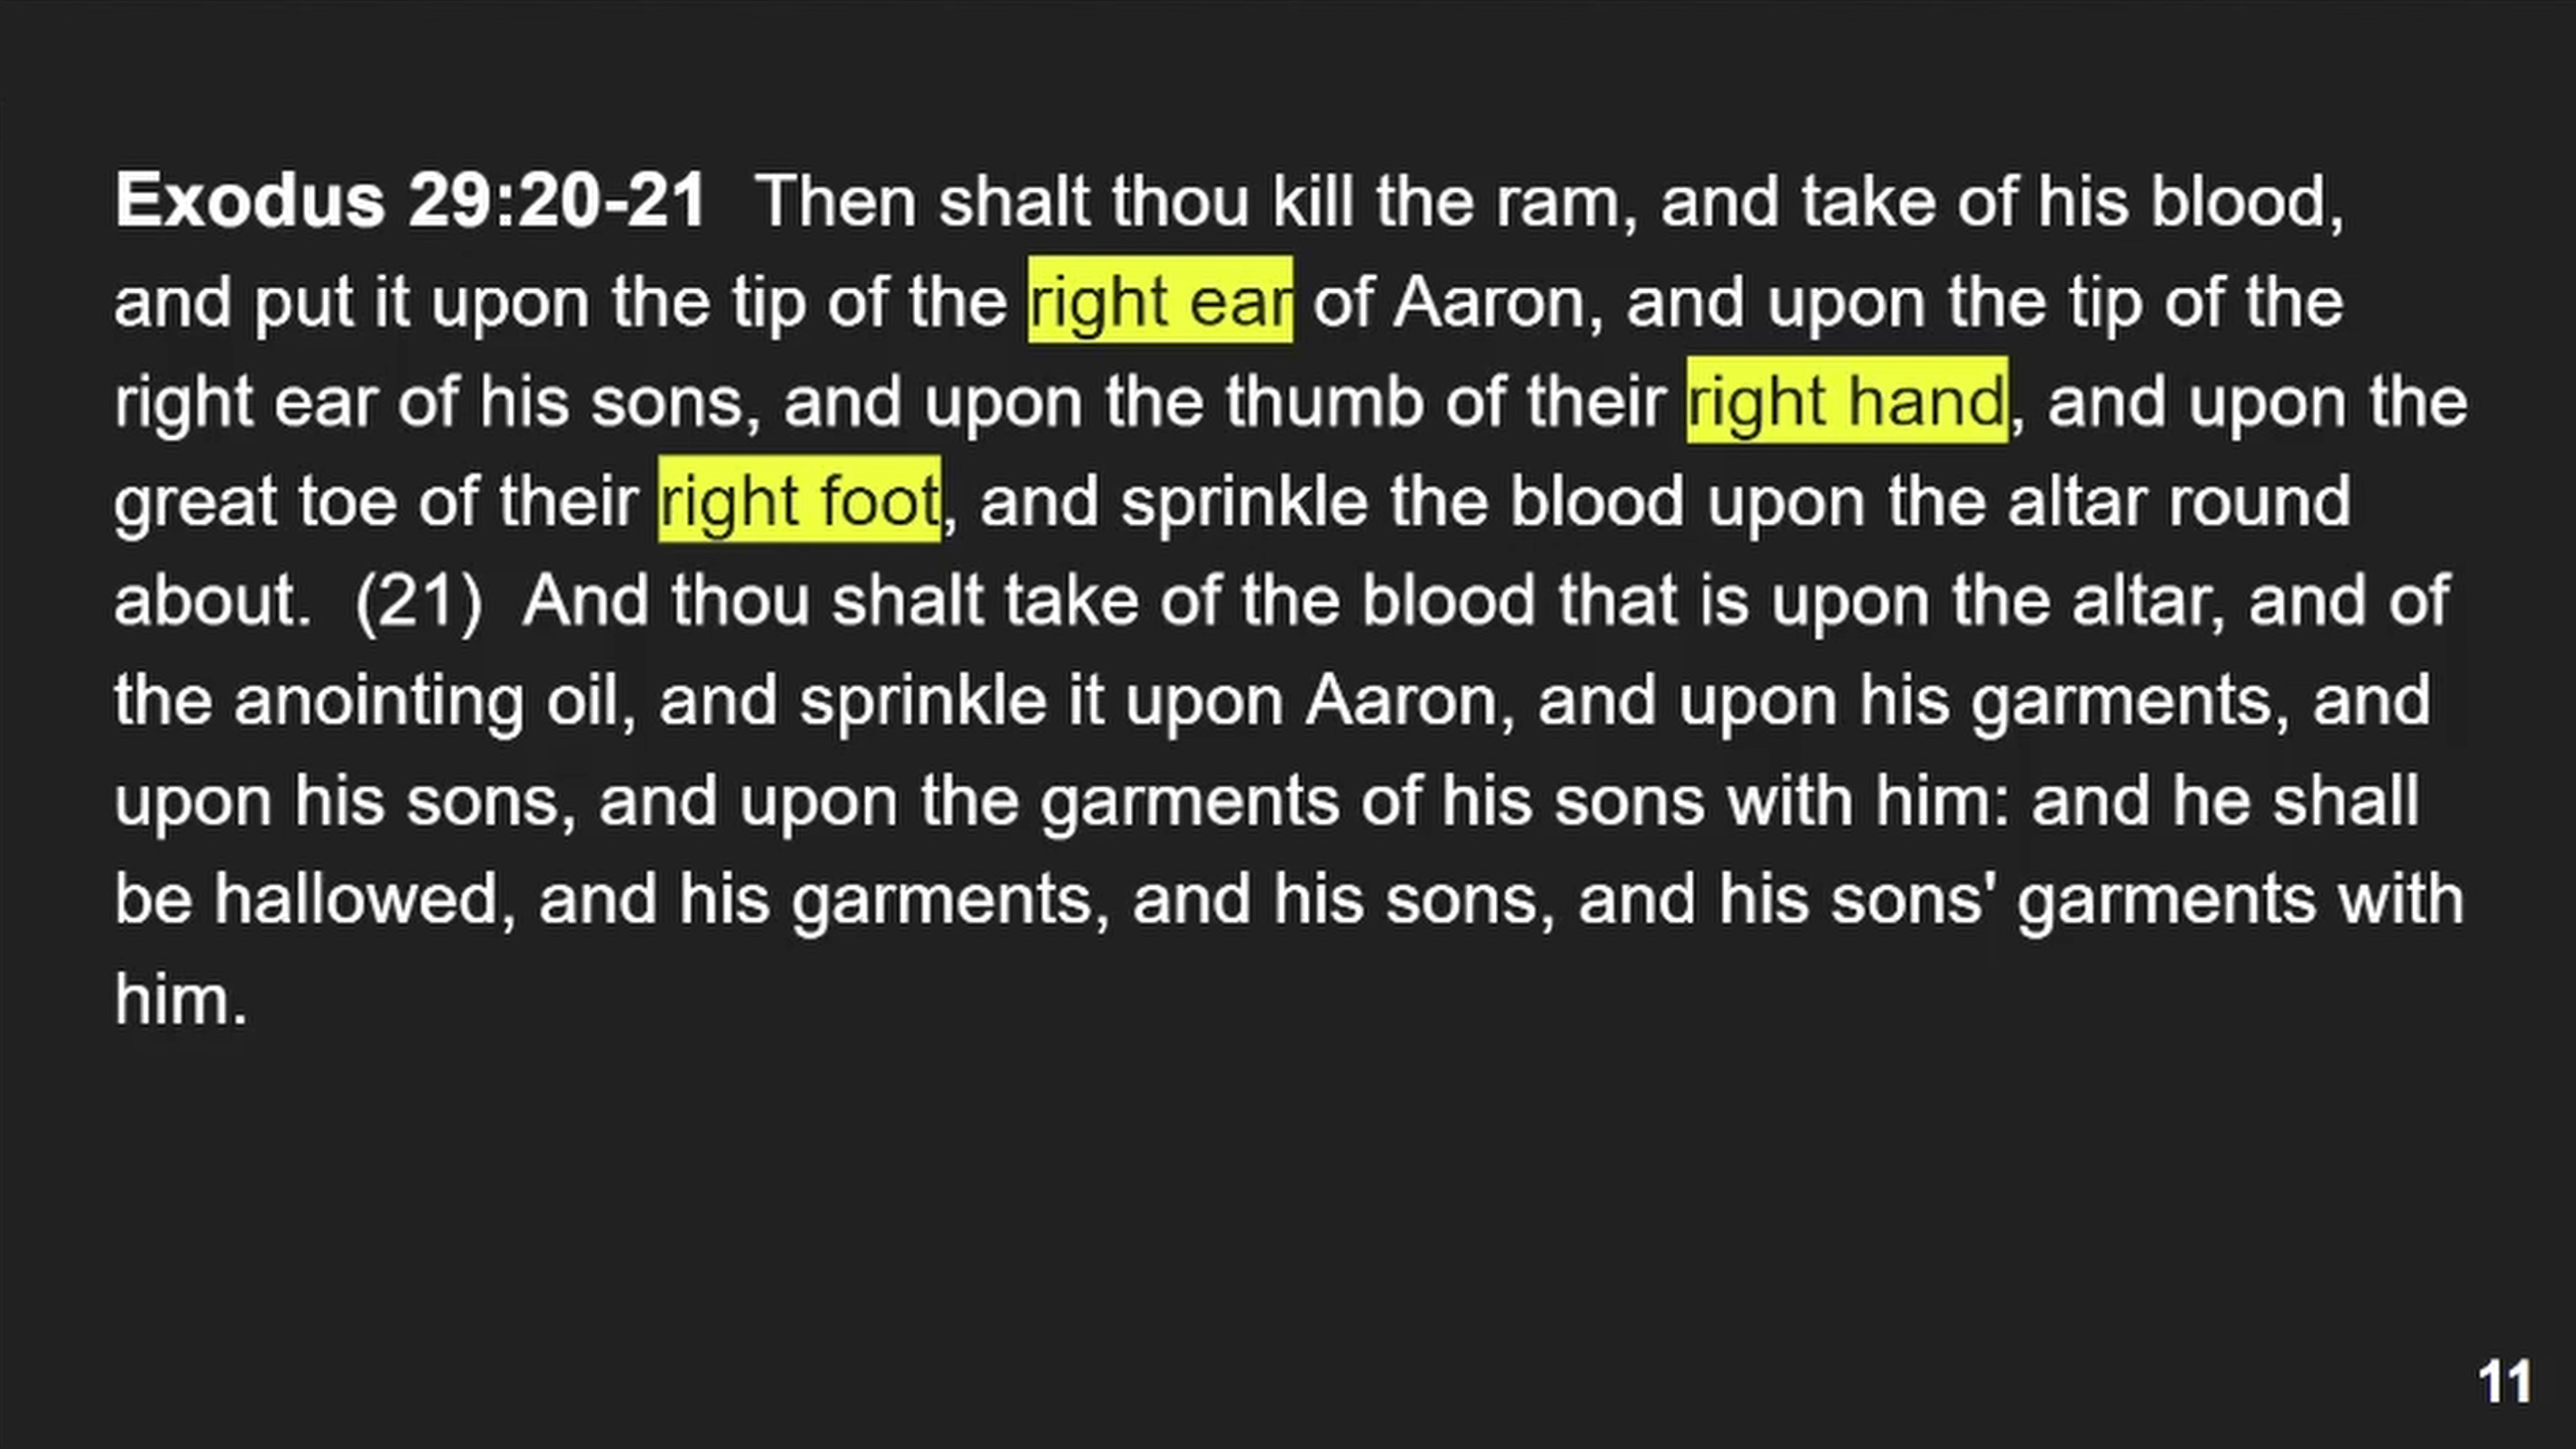 Exodus 29:20-21  Then shalt thou kill the ram, and take of his blood,
and put it upon the tip of the right ear of Aaron, and upon the tip of the
right ear of his sons, and upon the thumb of their right hand, and upon the
great toe of their right foot, and sprinkle the blood upon the altar round
about.  (21)  And thou shalt take of the blood that is upon the altar, and of
the anointing oil, and sprinkle it upon Aaron, and upon his garments, and
upon his sons, and upon the garments of his sons with him: and he shall
be hallowed, and his garments, and his sons, and his sons' garments with
him.
11